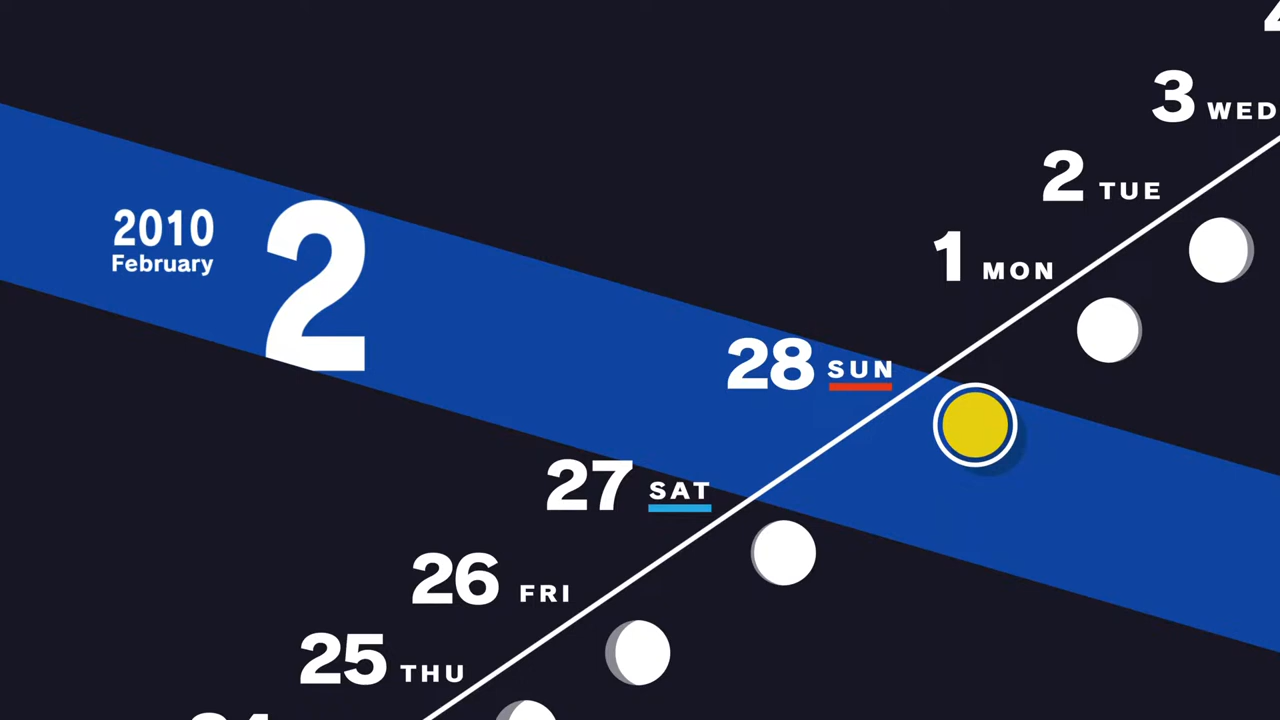 3 WED
2 TUE
2010
February
2
1 MON
28 SUN
27 SAT
26 FRI
25 THU